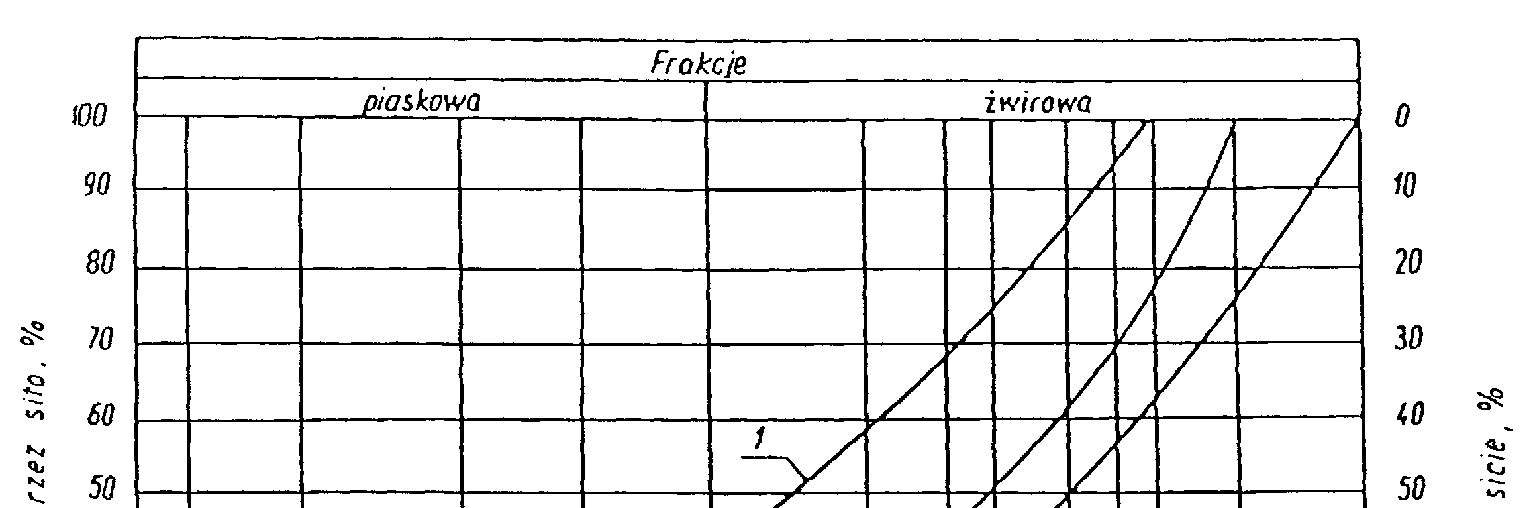 Frakcje
piaskowa żwirowa
100 0
90 10
80 20
70 30
60 40
1
50 50
rzez sito, %
sicie, %